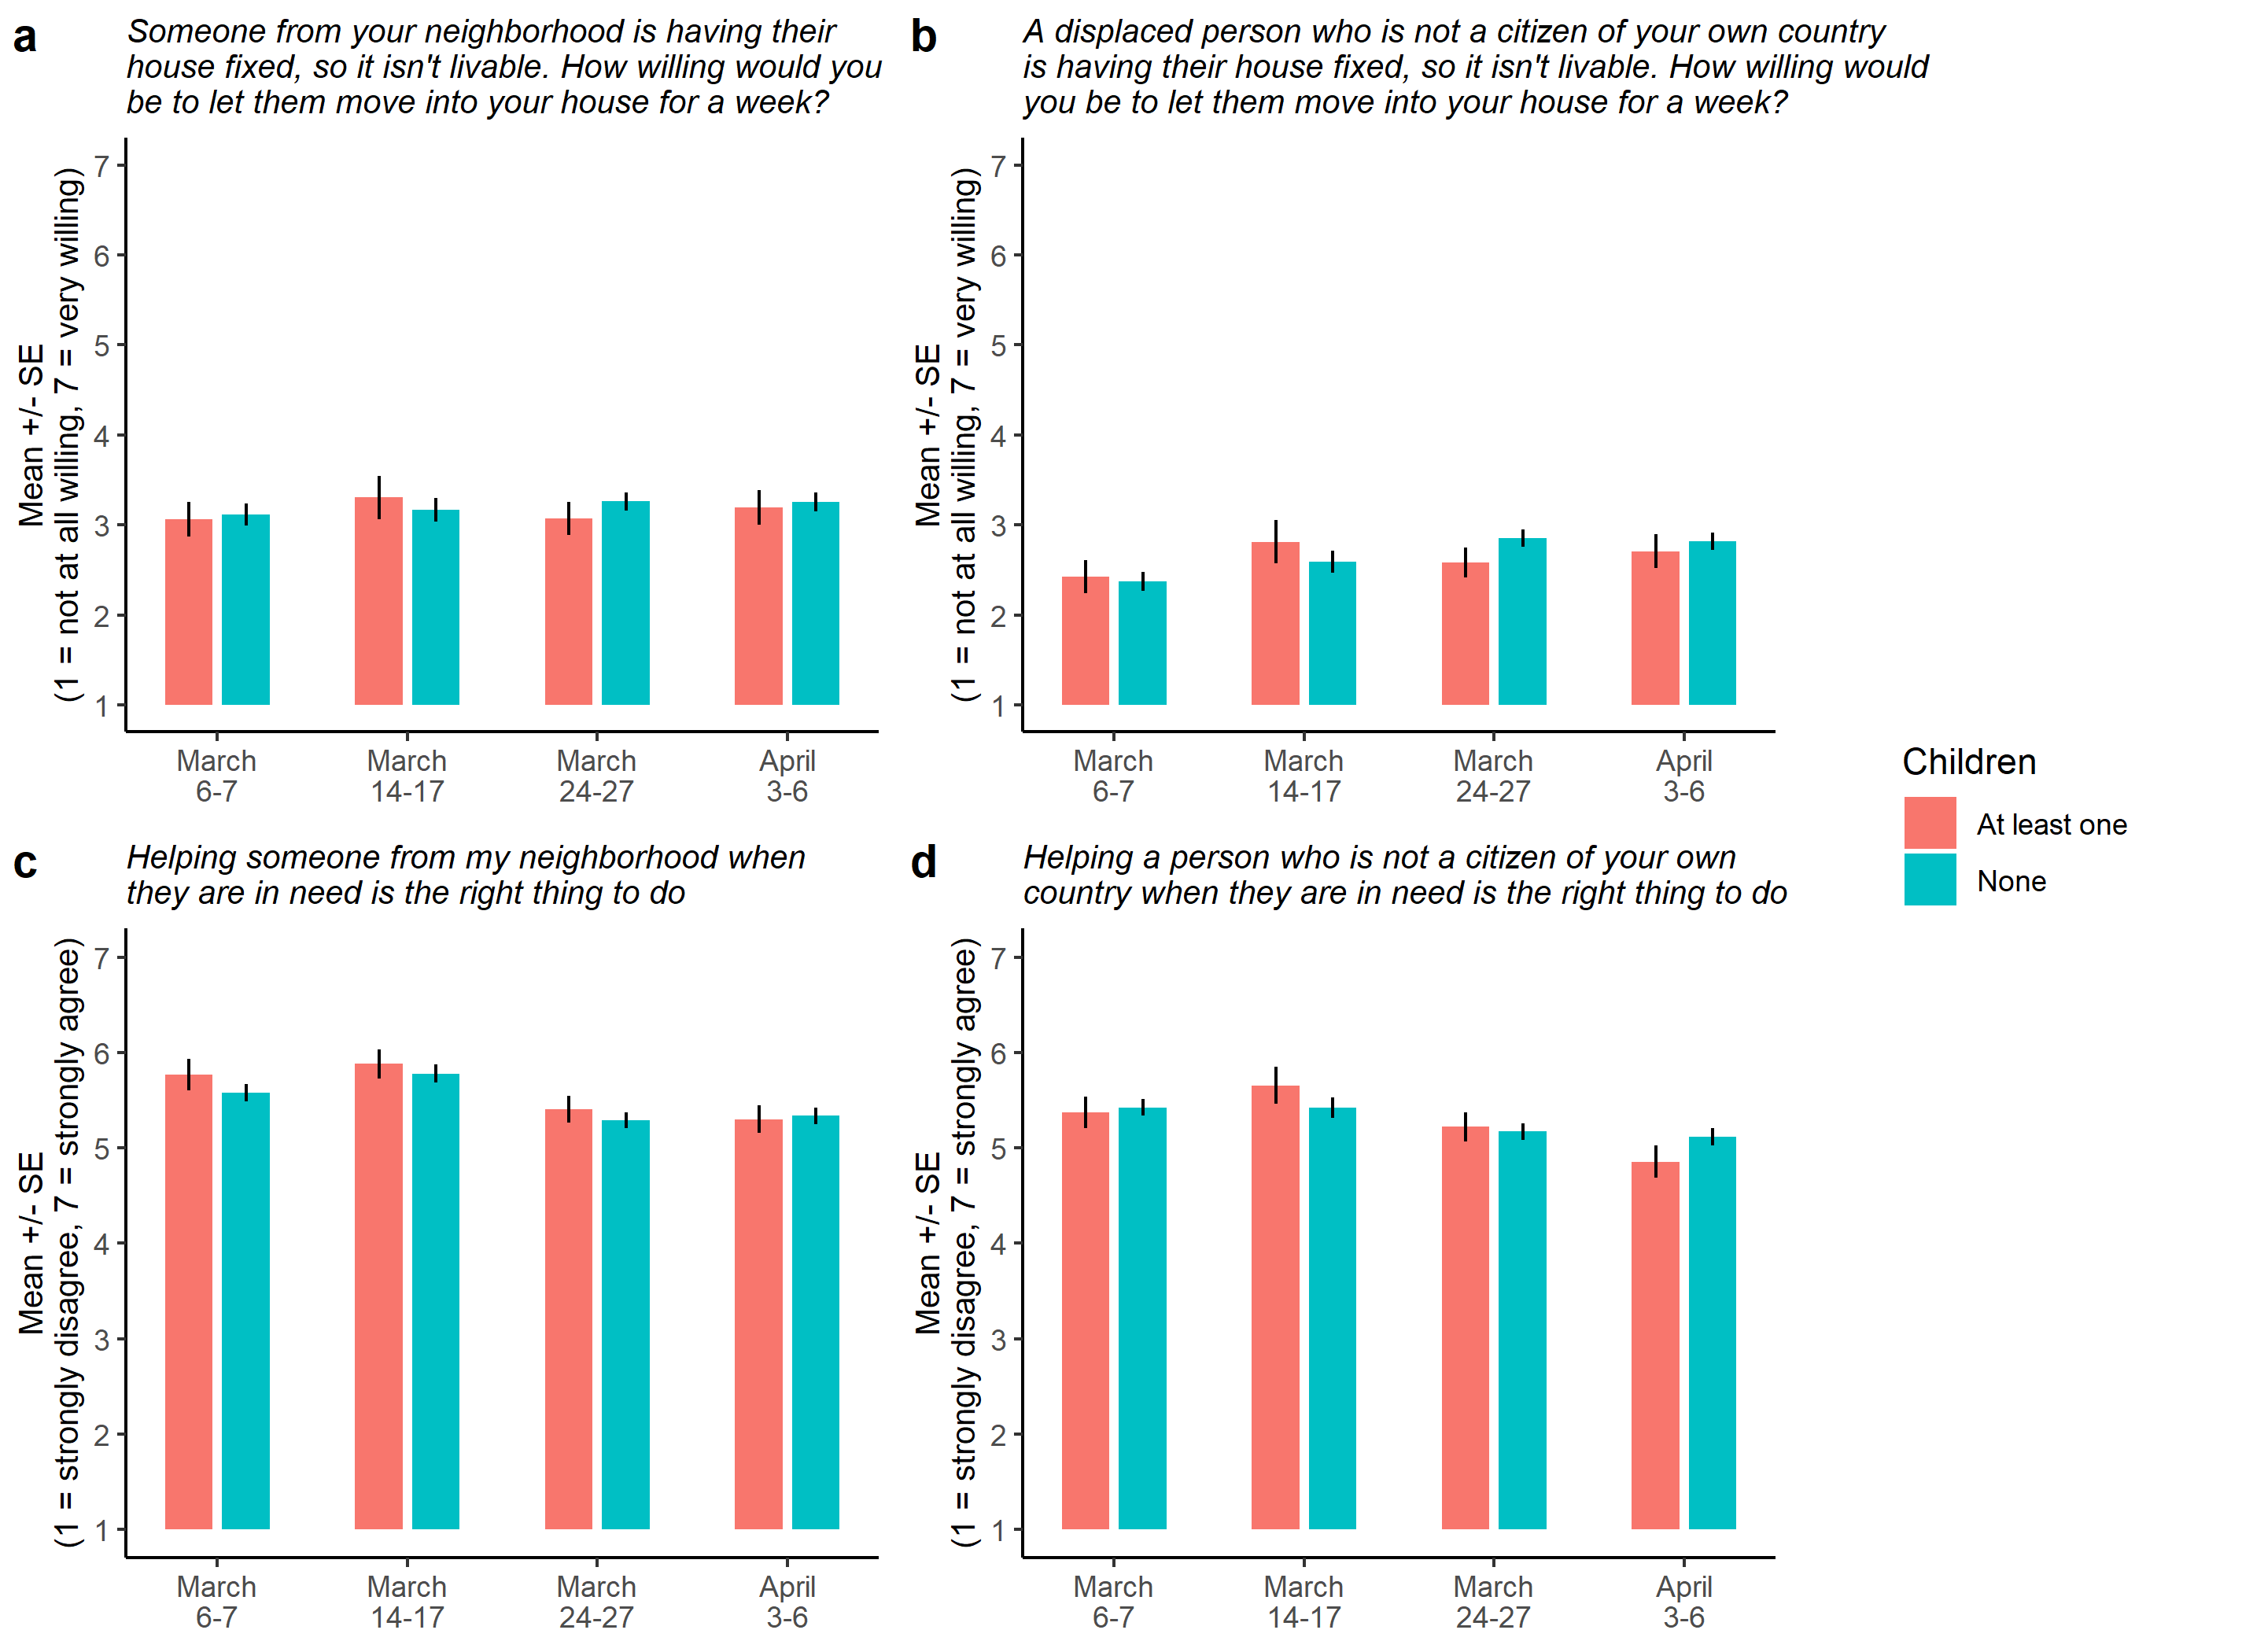 a
Someone from your neighborhood is having their
house fixed, so it isn't livable. How willing would you
be to let them move into your house for a week?
Mean +/- SE
(1 = not at all willing, 7 = very willing)
7
6
5
4
3
2
1
March
6-7
March
14-17
March
24-27
April
3-6
b
A displaced person who is not a citizen of your own country
is having their house fixed, so it isn't livable. How willing would
you be to let them move into your house for a week?
Mean +/- SE
(1 = not at all willing, 7 = very willing)
7
6
5
4
3
2
1
March
6-7
March
14-17
March
24-27
April
3-6
Children
At least one
None
c
Helping someone from my neighborhood when
they are in need is the right thing to do
Mean +/- SE
(1 = strongly disagree, 7 = strongly agree)
7
6
5
4
3
2
1
March
6-7
March
14-17
March
24-27
April
3-6
d
Helping a person who is not a citizen of your own
country when they are in need is the right thing to do
Mean +/- SE
(1 = strongly disagree, 7 = strongly agree)
7
6
5
4
3
2
1
March
6-7
March
14-17
March
24-27
April
3-6